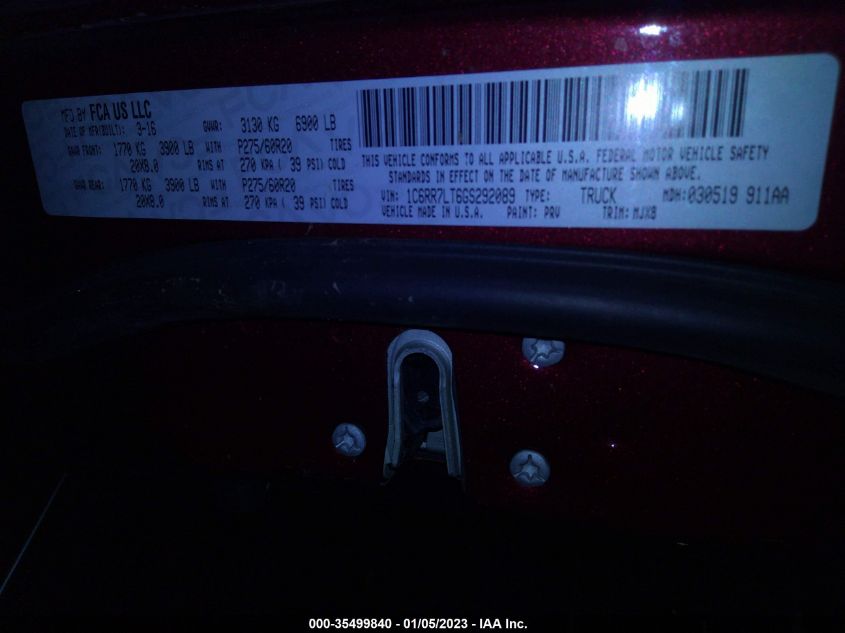 MFD BY FCA US LLC
DATE OF MFR(BUILT): 3-16 GVWR: 3130 KG 6900 LB
GAWR FRONT: 1770 KG 3900 LB WITH P275/60R20 TIRES
20X8.0 RIMS AT 270 KPA ( 39 PSI) COLD
GAWR REAR: 1770 KG 3900 LB WITH P275/60R20 TIRES
20X8.0 RIMS AT 270 KPA ( 39 PSI) COLD
THIS VEHICLE CONFORMS TO ALL APPLICABLE U.S.A. FEDERAL MOTOR VEHICLE SAFETY
STANDARDS IN EFFECT ON THE DATE OF MANUFACTURE SHOWN ABOVE.
VIN: 1C6RR7LT6GS292089 TYPE: TRUCK MDH:030519 911AA
VEHICLE MADE IN U.S.A. PAINT: PRV TRIM: MJX8
000-35499840 - 01/05/2023 - IAA Inc.